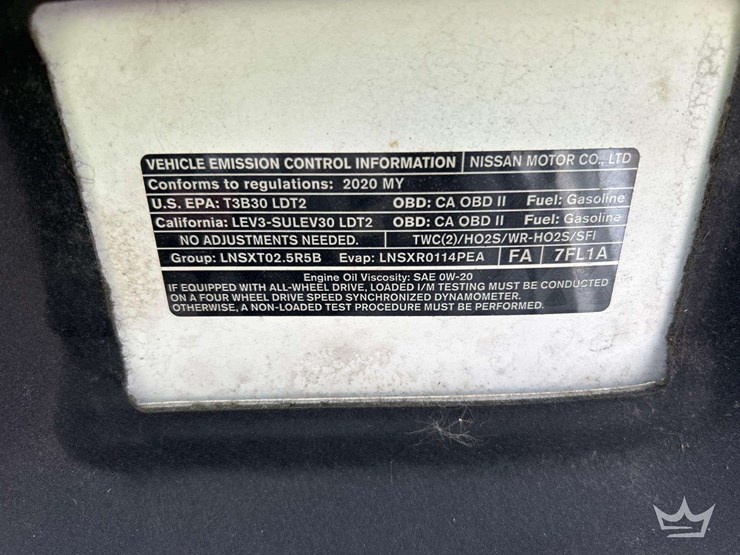 VEHICLE EMISSION CONTROL INFORMATION NISSAN MOTOR CO., LTD
Conforms to regulations: 2020 MY
U.S. EPA: T3B30 LDT2 OBD: CA OBD II Fuel: Gasoline
California: LEV3-SULEV30 LDT2 OBD: CA OBD II Fuel: Gasoline
NO ADJUSTMENTS NEEDED. TWC(2)/HO2S/WR-HO2S/SFI
Group: LNSXT02.5R5B Evap: LNSXR0114PEA FA 7FL1A
Engine Oil Viscosity: SAE 0W-20
IF EQUIPPED WITH ALL-WHEEL DRIVE, LOADED I/M TESTING MUST BE CONDUCTED
ON A FOUR WHEEL DRIVE SPEED SYNCHRONIZED DYNAMOMETER.
OTHERWISE, A NON-LOADED TEST PROCEDURE MUST BE PERFORMED.